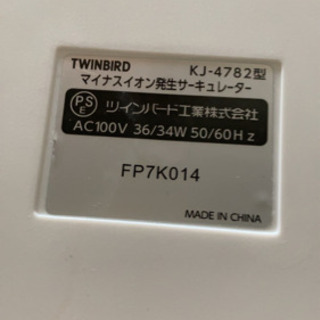 TWINBIRD KJ-4782型
マイナスイオン発生サーキュレーター
PS E ツインバード工業株式会社
AC100V 36/34W 50/60Hz
FP7K014
MADE IN CHINA